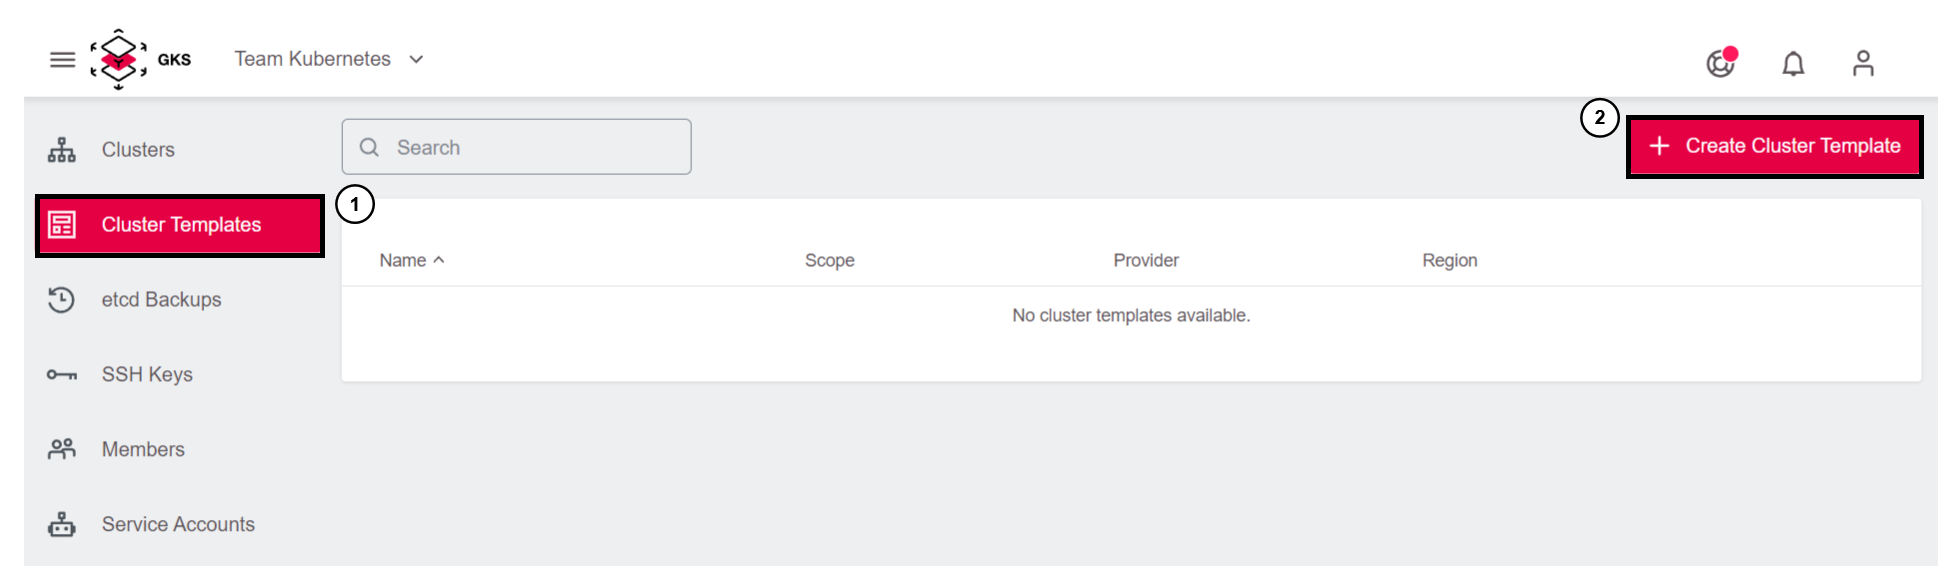 GKS Team Kubernetes
Clusters
Search
2
+ Create Cluster Template
Cluster Templates
1
Name Scope Provider Region
No cluster templates available.
etcd Backups
SSH Keys
Members
Service Accounts